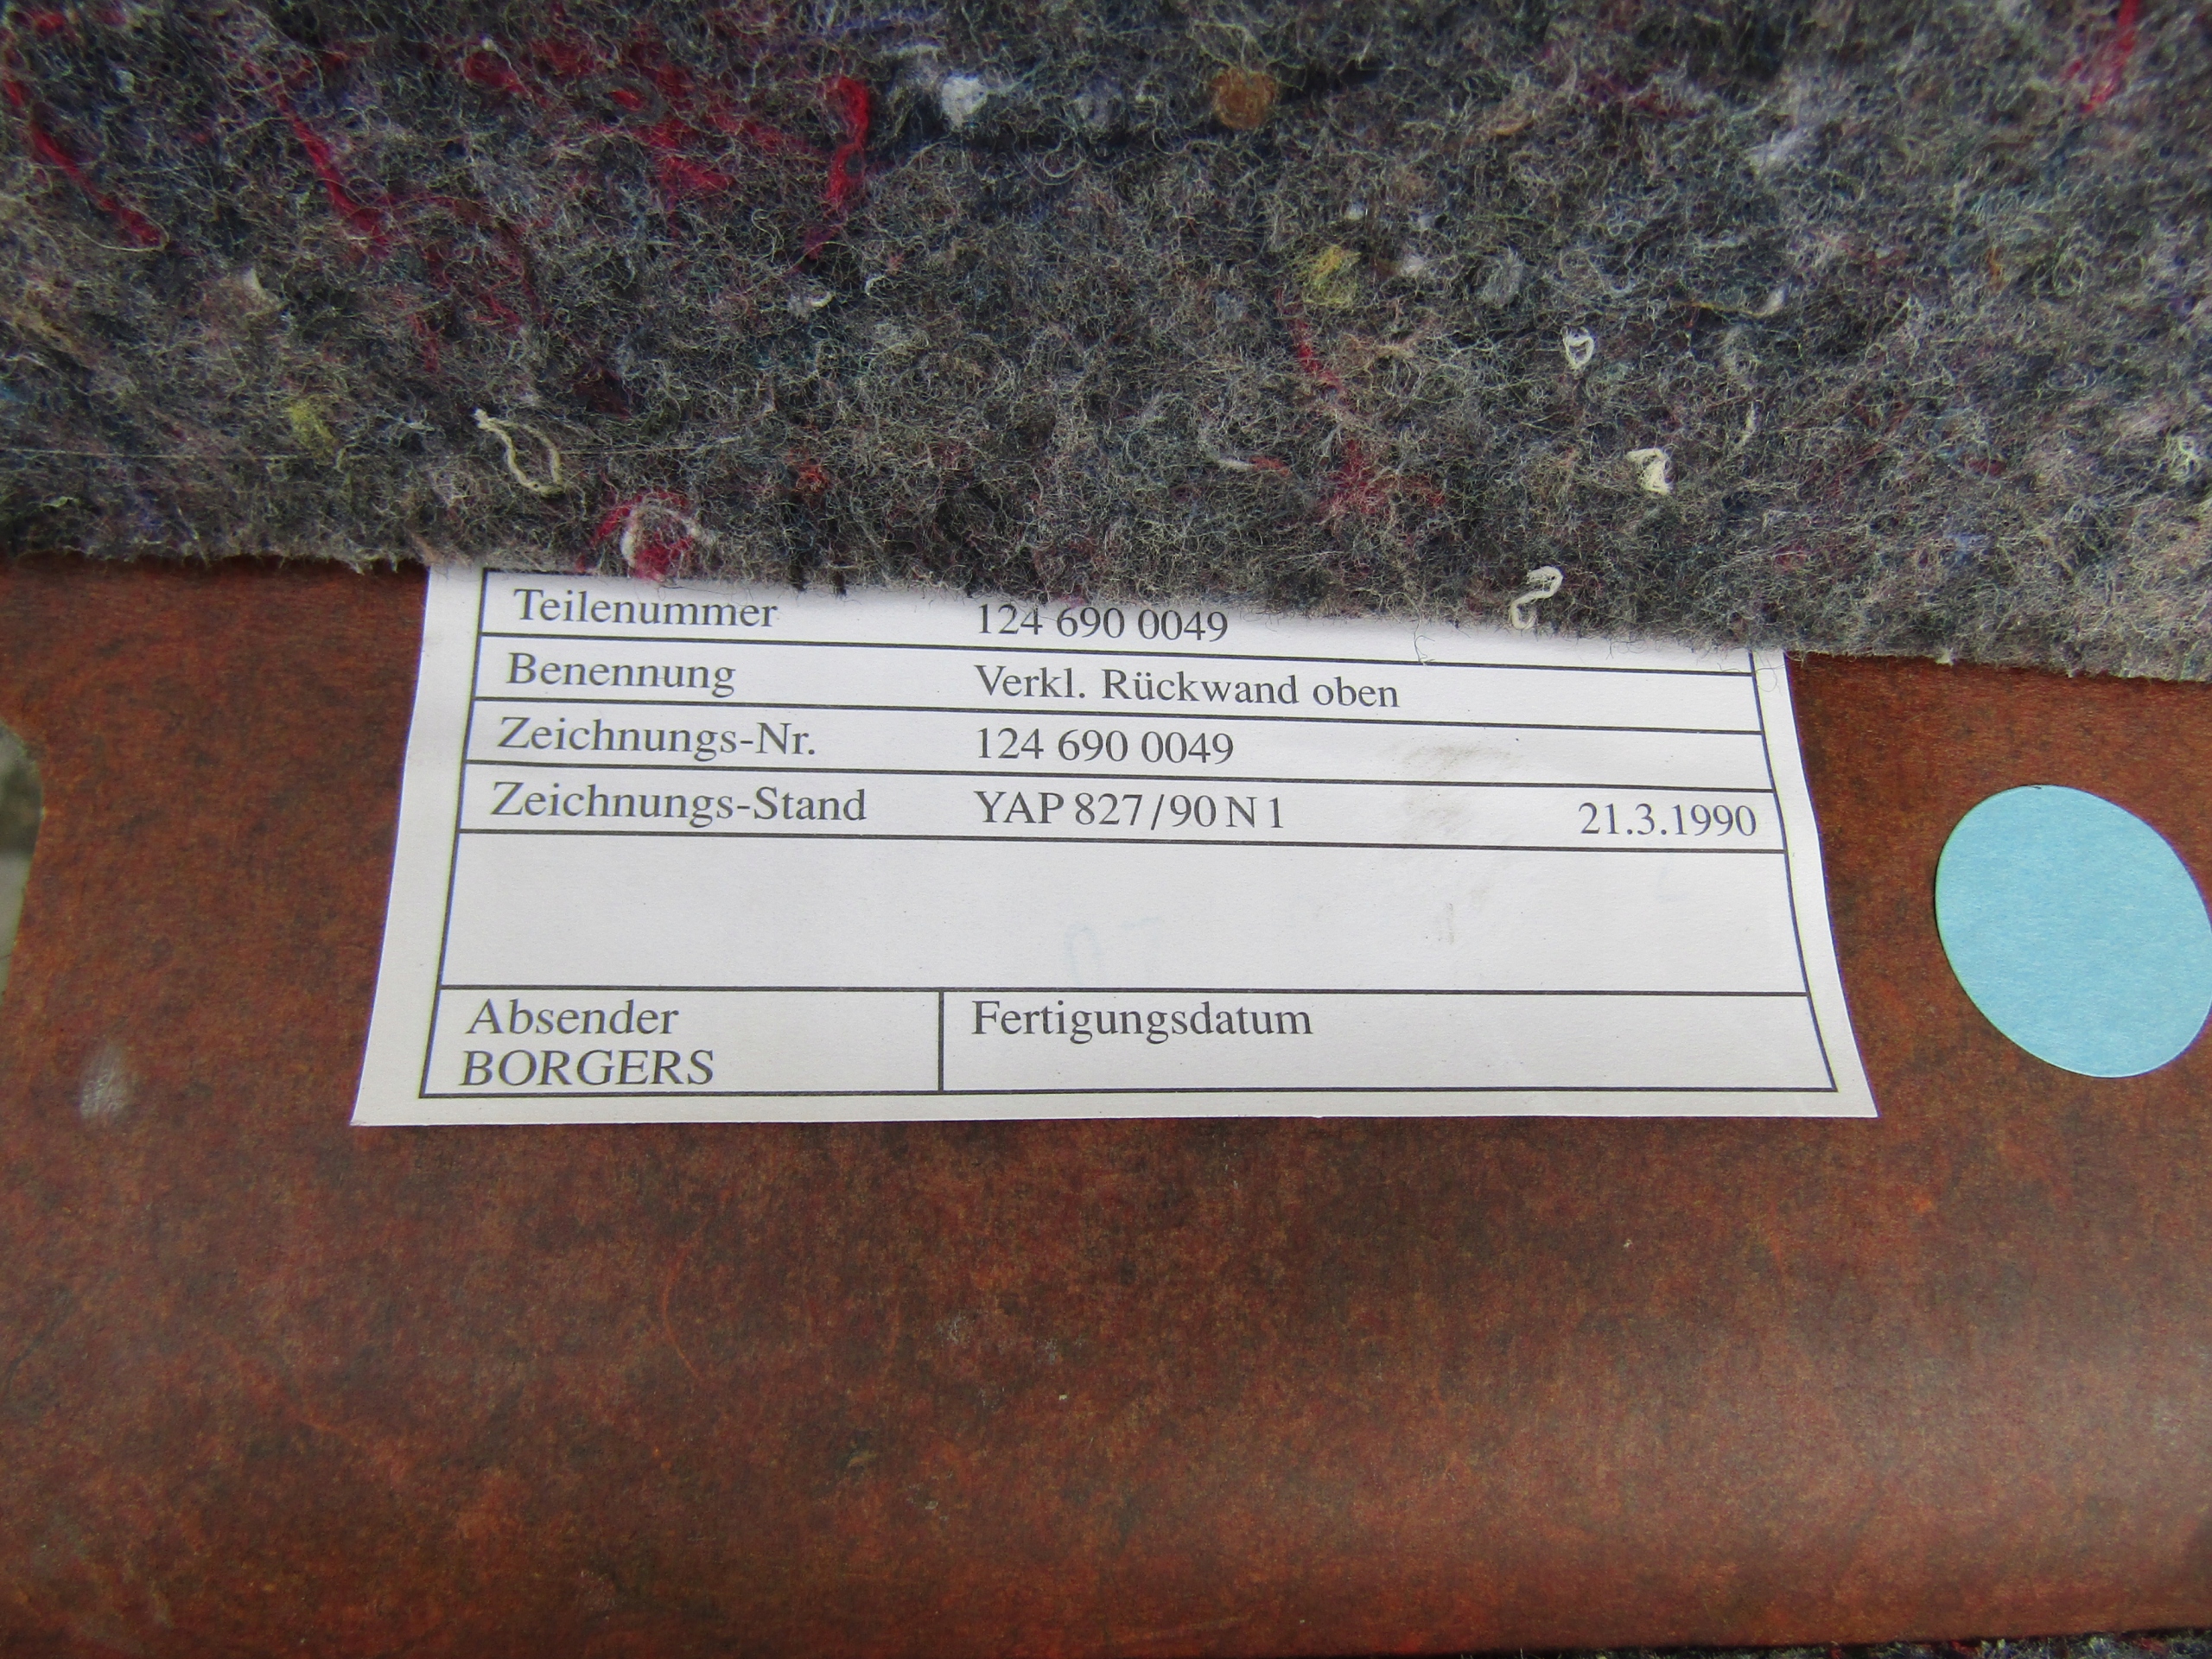 Teilenummer 124 690 0049
Benennung Verkl. Rückwand oben
Zeichnungs-Nr. 124 690 0049
Zeichnungs-Stand YAP 827/90 N 1 21.3.1990
Absender Fertigungsdatum
BORGERS